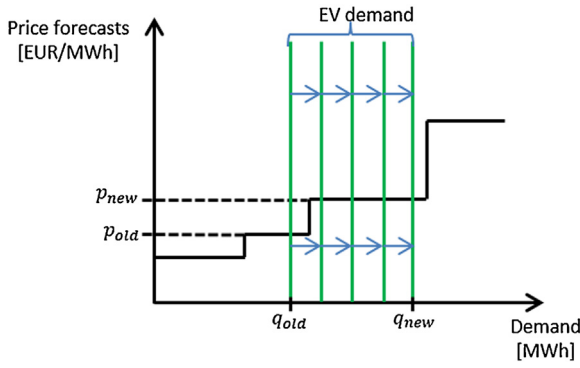 EV demand
Price forecasts
[EUR/MWh]
p_new
p_old
q_old
q_new
Demand
[MWh]